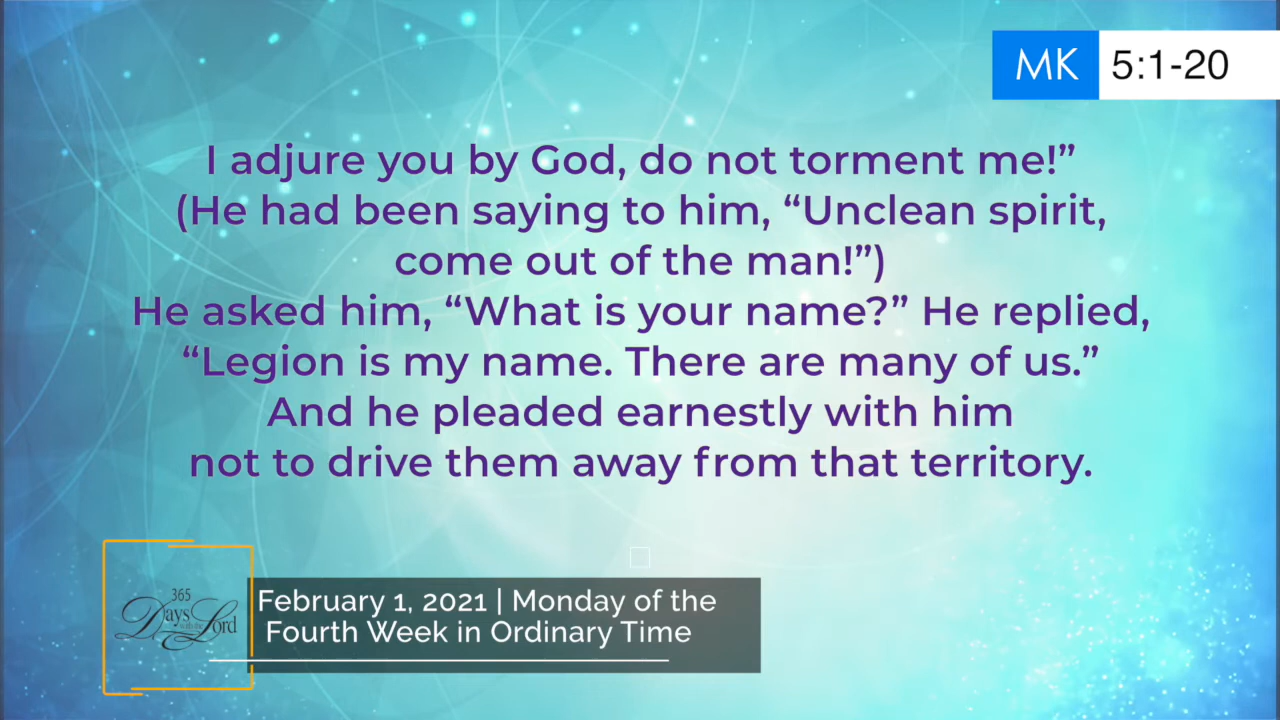 MK 5:1-20
I adjure you by God, do not torment me!”
(He had been saying to him, “Unclean spirit,
come out of the man!”)
He asked him, “What is your name?” He replied,
“Legion is my name. There are many of us.”
And he pleaded earnestly with him
not to drive them away from that territory.
365
Days with the Lord
February 1, 2021 | Monday of the
Fourth Week in Ordinary Time